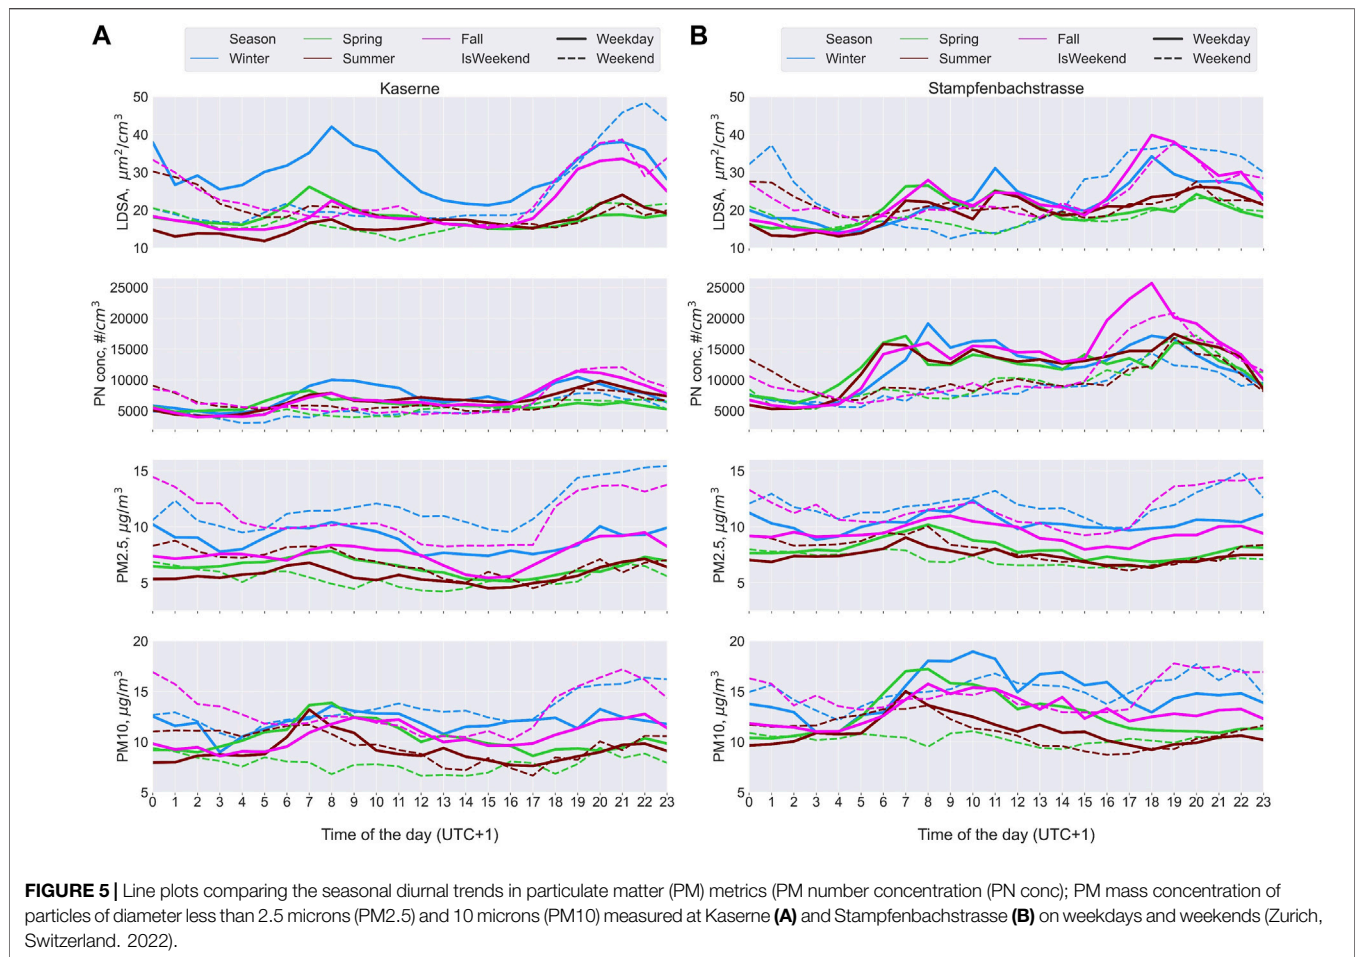 A
Season
Spring
Fall
Weekday
Winter
Summer
IsWeekend
Weekend
B
Season
Spring
Fall
Weekday
Winter
Summer
IsWeekend
Weekend
Kaserne
LDSA, μm²/cm³
50
40
30
20
10
PN conc, #/cm³
25000
20000
15000
10000
5000
PM2.5, μg/m³
15
10
5
PM10, μg/m³
20
15
10
5
0 1 2 3 4 5 6 7 8 9 10 11 12 13 14 15 16 17 18 19 20 21 22 23
Time of the day (UTC+1)
Stampfenbachstrasse
LDSA, μm²/cm³
50
40
30
20
10
PN conc, #/cm³
25000
20000
15000
10000
5000
PM2.5, μg/m³
15
10
5
PM10, μg/m³
20
15
10
5
0 1 2 3 4 5 6 7 8 9 10 11 12 13 14 15 16 17 18 19 20 21 22 23
Time of the day (UTC+1)
FIGURE 5 | Line plots comparing the seasonal diurnal trends in particulate matter (PM) metrics (PM number concentration (PN conc); PM mass concentration of
particles of diameter less than 2.5 microns (PM2.5) and 10 microns (PM10) measured at Kaserne (A) and Stampfenbachstrasse (B) on weekdays and weekends (Zurich,
Switzerland. 2022).